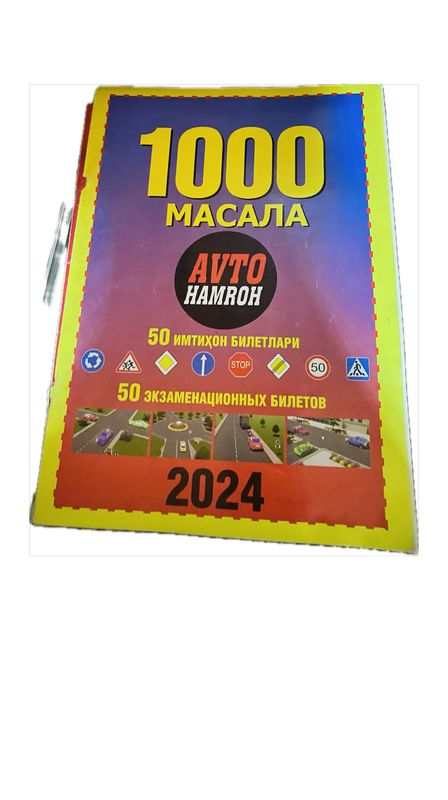 1000
МАСАЛА
AVTO
HAMROH
50 ИМТИҲОН БИЛЕТЛАРИ
STOP
50
50 ЭКЗАМЕНАЦИОННЫХ БИЛЕТОВ
2024